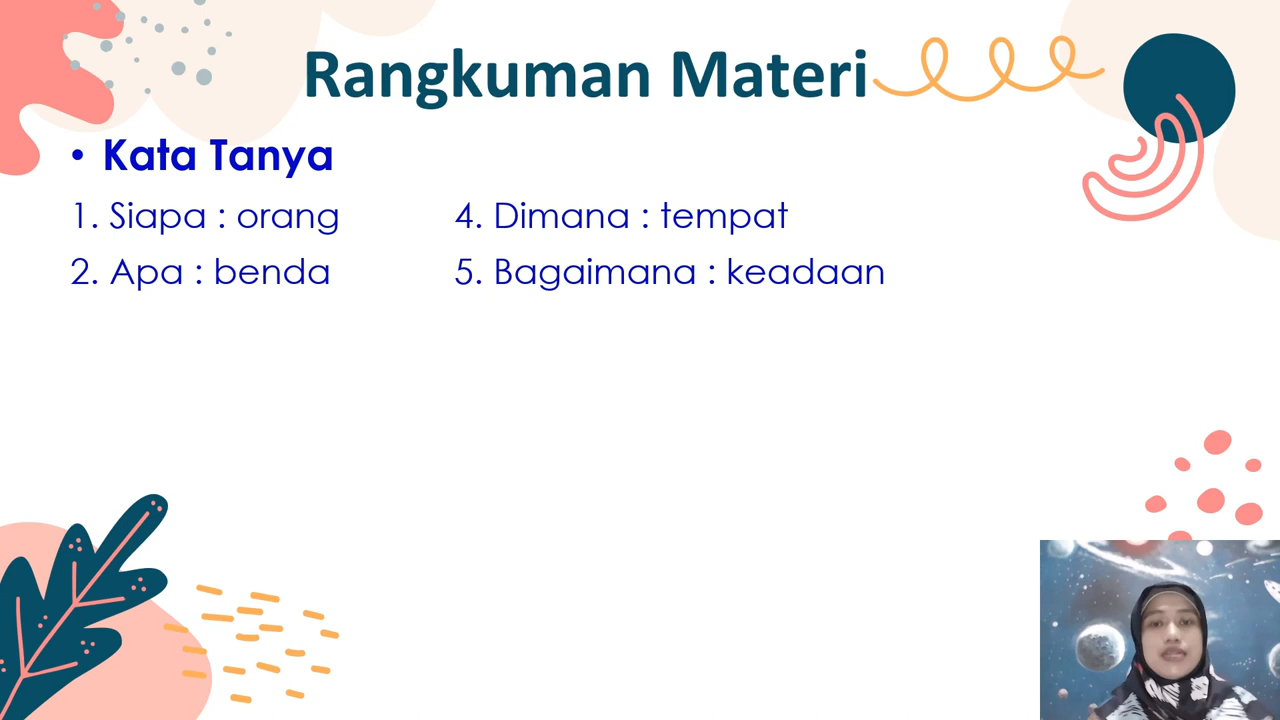 Rangkuman Materi
• Kata Tanya
1. Siapa : orang
2. Apa : benda
4. Dimana : tempat
5. Bagaimana : keadaan